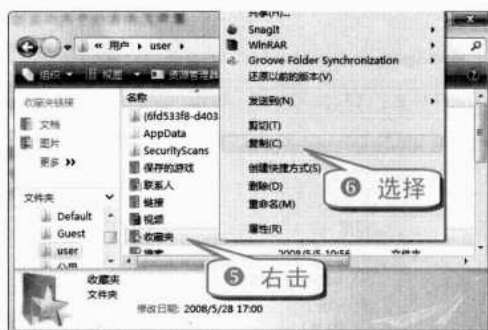 共享(H)...
SnagIt
WinRAR
Groove Folder Synchronization
还原以前的版本(V)
发送到(N)
剪切(T)
复制(C)
创建快捷方式(S)
删除(D)
重命名(M)
属性(R)
« 用户 ▸ user ▸
组织
视图
资源管理器
收藏夹链接
文档
图片
更多 »
文件夹
Default
Guest
user
公用
名称
{6fd533f8-d403
AppData
SecurityScans
保存的游戏
联系人
链接
视频
收藏夹
搜索
2008/5/5 10:56
文件夹
❻ 选择
❺ 右击
收藏夹
文件夹
修改日期: 2008/5/28 17:00